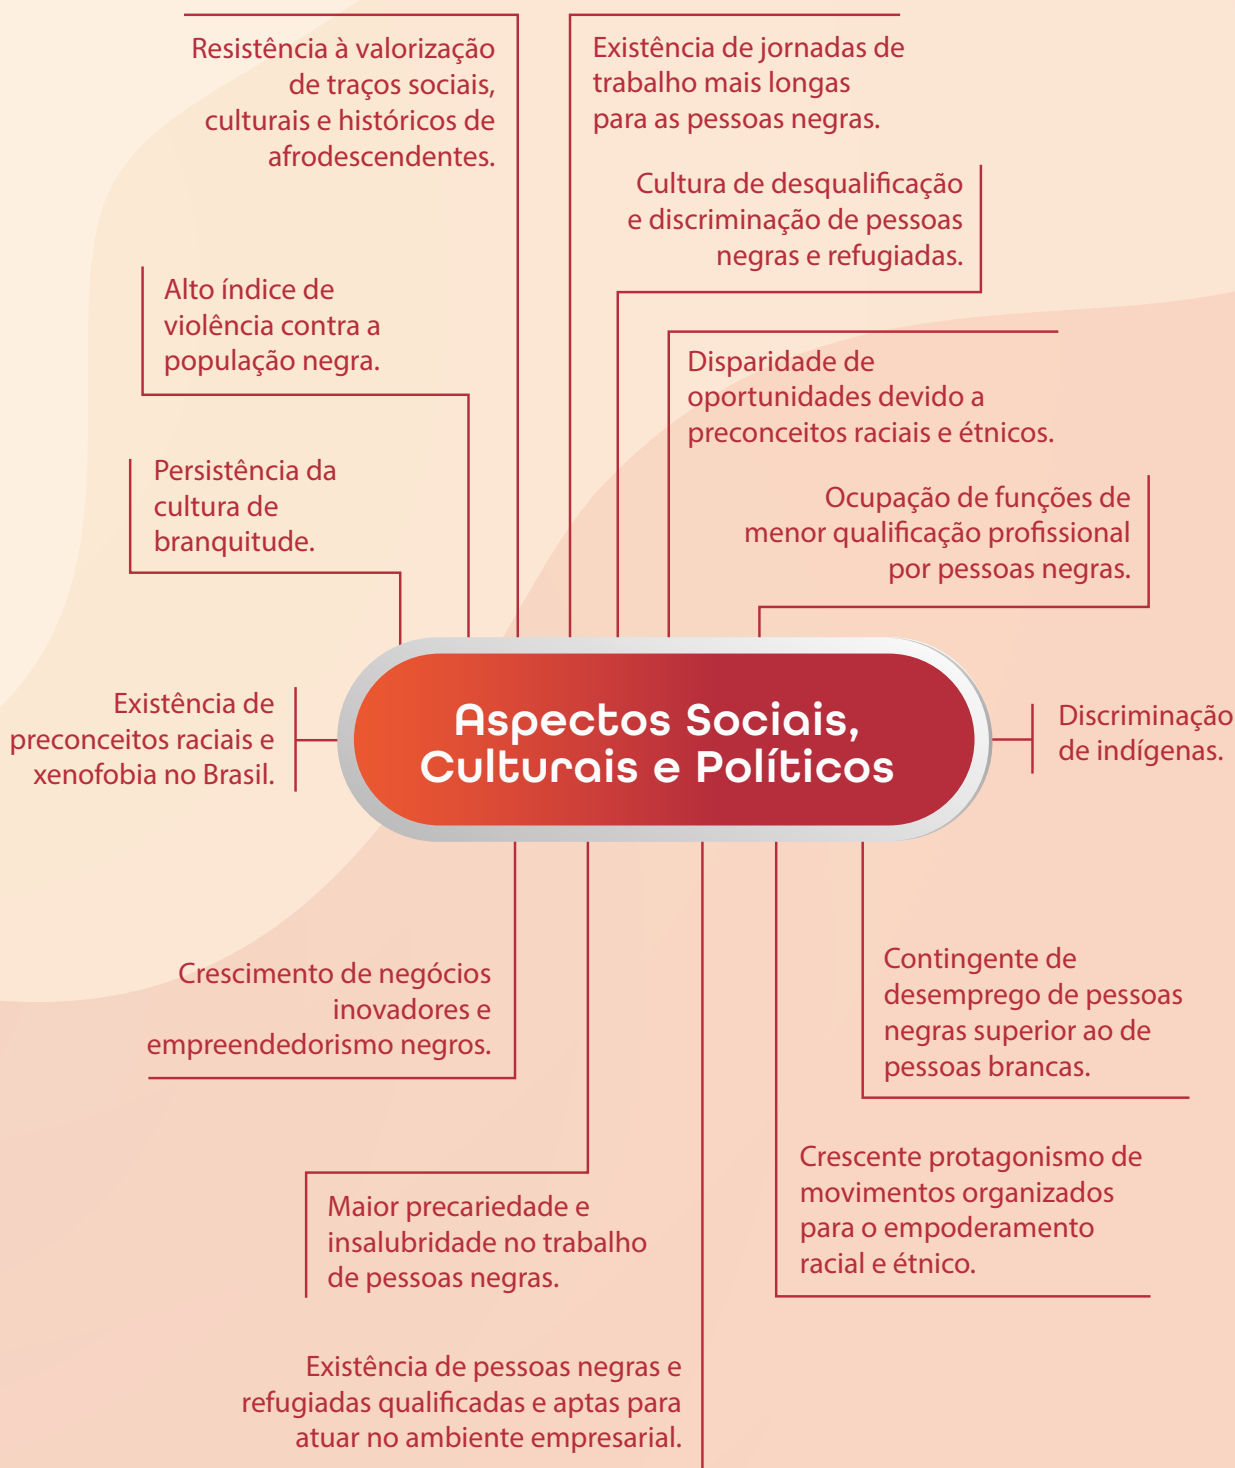 Resistência à valorização
de traços sociais,
culturais e históricos de
afrodescendentes.
Existência de jornadas de
trabalho mais longas
para as pessoas negras.
Cultura de desqualificação
e discriminação de pessoas
negras e refugiadas.
Alto índice de
violência contra a
população negra.
Disparidade de
oportunidades devido a
preconceitos raciais e étnicos.
Persistência da
cultura de
branquitude.
Ocupação de funções de
menor qualificação profissional
por pessoas negras.
Existência de
preconceitos raciais e
xenofobia no Brasil.
Aspectos Sociais,
Culturais e Políticos
Discriminação
de indígenas.
Crescimento de negócios
inovadores e
empreendedorismo negros.
Contingente de
desemprego de pessoas
negras superior ao de
pessoas brancas.
Maior precariedade e
insalubridade no trabalho
de pessoas negras.
Crescente protagonismo de
movimentos organizados
para o empoderamento
racial e étnico.
Existência de pessoas negras e
refugiadas qualificadas e aptas para
atuar no ambiente empresarial.